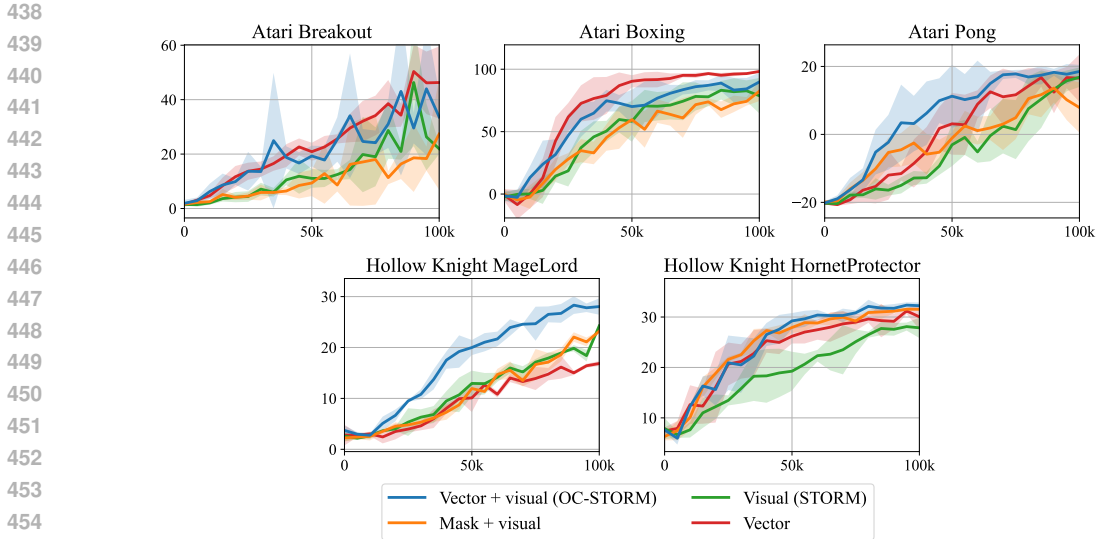 438
439
440
441
442
443
444
445
446
447
448
449
450
451
452
453
454
Atari Breakout
60
40
20
0
0 50k 100k
Atari Boxing
100
50
0
0 50k 100k
Atari Pong
20
0
−20
0 50k 100k
Hollow Knight MageLord
30
20
10
0
0 50k 100k
Hollow Knight HornetProtector
30
20
10
0 50k 100k
Vector + visual (OC-STORM) Visual (STORM)
Mask + visual Vector